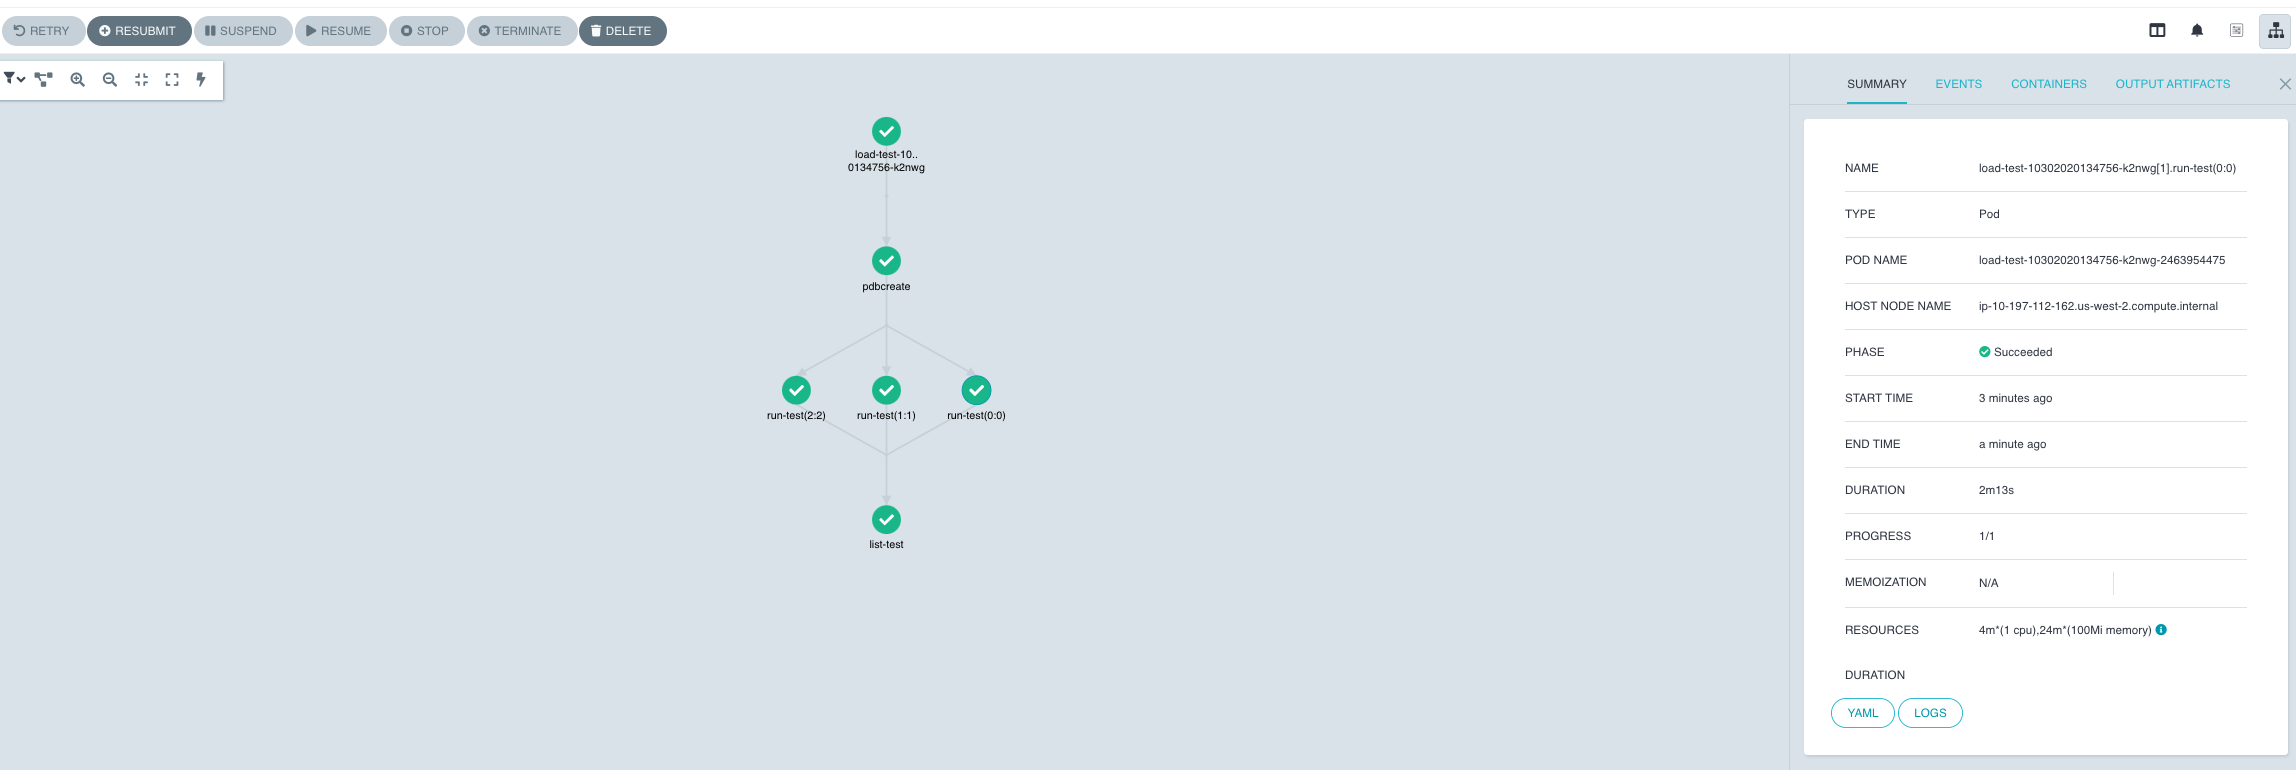 RETRY RESUBMIT SUSPEND RESUME STOP TERMINATE DELETE
SUMMARY EVENTS CONTAINERS OUTPUT ARTIFACTS
load-test-10..
0134756-k2nwg
pdbcreate
run-test(2:2) run-test(1:1) run-test(0:0)
list-test
NAME load-test-10302020134756-k2nwg[1].run-test(0:0)
TYPE Pod
POD NAME load-test-10302020134756-k2nwg-2463954475
HOST NODE NAME ip-10-197-112-162.us-west-2.compute.internal
PHASE Succeeded
START TIME 3 minutes ago
END TIME a minute ago
DURATION 2m13s
PROGRESS 1/1
MEMOIZATION N/A
RESOURCES 4m*(1 cpu),24m*(100Mi memory)
DURATION
YAML LOGS